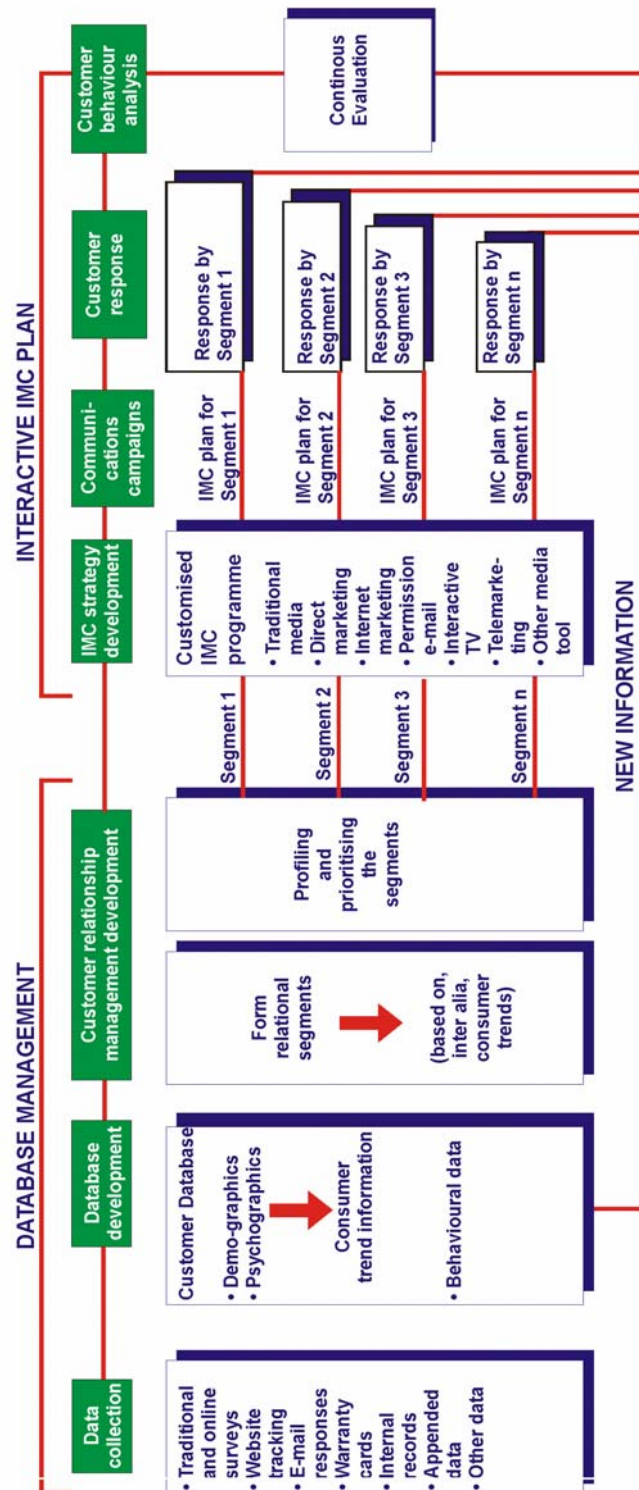 DATABASE MANAGEMENT
INTERACTIVE IMC PLAN
Data
collection
Database
development
Customer relationship
management development
IMC strategy
development
Communi-
cations
campaigns
Customer
response
Customer
behaviour
analysis
• Traditional
and online
surveys
• Website
tracking
• E-mail
responses
• Warranty
cards
• Internal
records
• Appended
data
• Other data
Customer Database
• Demo-graphics
• Psychographics
Consumer
trend information
• Behavioural data
Form
relational
segments
(based on,
inter alia,
consumer
trends)
Profiling
and
prioritising
the
segments
Segment 1
Segment 2
Segment 3
Segment n
Customised
IMC
programme
• Traditional
media
• Direct
marketing
• Internet
marketing
• Permission
e-mail
• Interactive
TV
• Telemarke-
ting
• Other media
tool
IMC plan for
Segment 1
IMC plan for
Segment 2
IMC plan for
Segment 3
IMC plan for
Segment n
Response by
Segment 1
Response by
Segment 2
Response by
Segment 3
Response by
Segment n
Continous
Evaluation
NEW INFORMATION